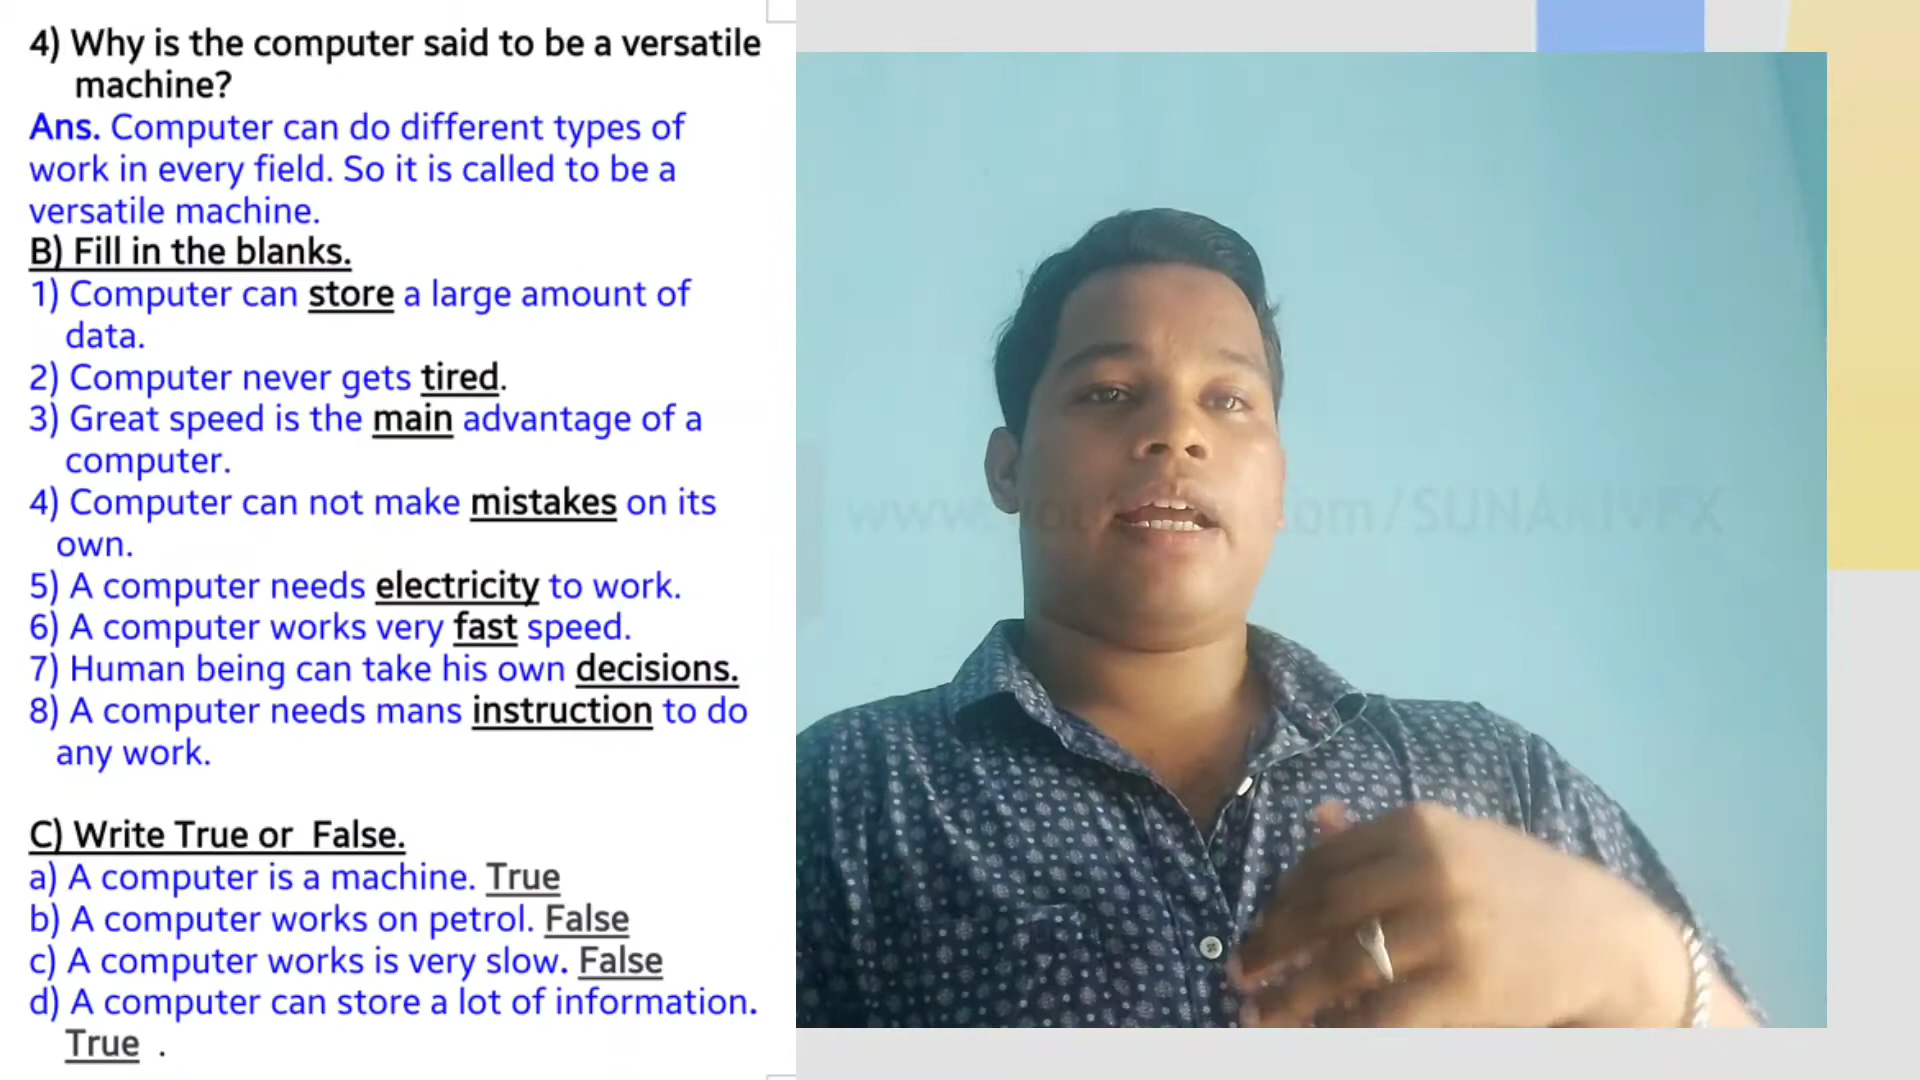 4) Why is the computer said to be a versatile
machine?
Ans. Computer can do different types of
work in every field. So it is called to be a
versatile machine.
B) Fill in the blanks.
1) Computer can store a large amount of
data.
2) Computer never gets tired.
3) Great speed is the main advantage of a
computer.
4) Computer can not make mistakes on its
own.
5) A computer needs electricity to work.
6) A computer works very fast speed.
7) Human being can take his own decisions.
8) A computer needs mans instruction to do
any work.
C) Write True or False.
a) A computer is a machine. True
b) A computer works on petrol. False
c) A computer works is very slow. False
d) A computer can store a lot of information.
True .